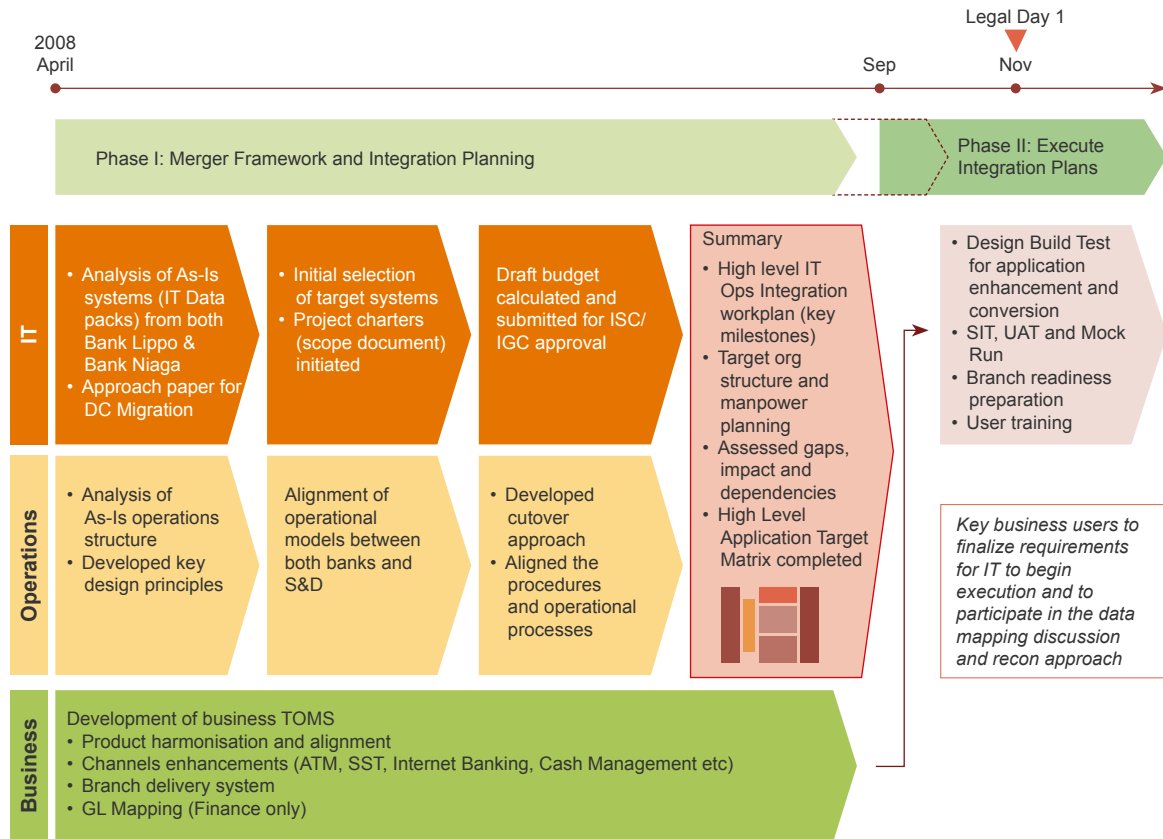 Legal Day 1
2008
April
Sep
Nov
Phase I: Merger Framework and Integration Planning
Phase II: Execute
Integration Plans
IT
• Analysis of As-Is
systems (IT Data
packs) from both
Bank Lippo &
Bank Niaga
• Approach paper for
DC Migration
• Initial selection
of target systems
• Project charters
(scope document)
initiated
Draft budget
calculated and
submitted for ISC/
IGC approval
Summary
• High level IT
Ops Integration
workplan (key
milestones)
• Target org
structure and
manpower
planning
• Assessed gaps,
impact and
dependencies
• High Level
Application Target
Matrix completed
• Design Build Test
for application
enhancement and
conversion
• SIT, UAT and Mock
Run
• Branch readiness
preparation
• User training
Operations
• Analysis of
As-Is operations
structure
• Developed key
design principles
Alignment of
operational
models between
both banks and
S&D
• Developed
cutover
approach
• Aligned the
procedures
and operational
processes
Key business users to
finalize requirements
for IT to begin
execution and to
participate in the data
mapping discussion
and recon approach
Business
Development of business TOMS
• Product harmonisation and alignment
• Channels enhancements (ATM, SST, Internet Banking, Cash Management etc)
• Branch delivery system
• GL Mapping (Finance only)